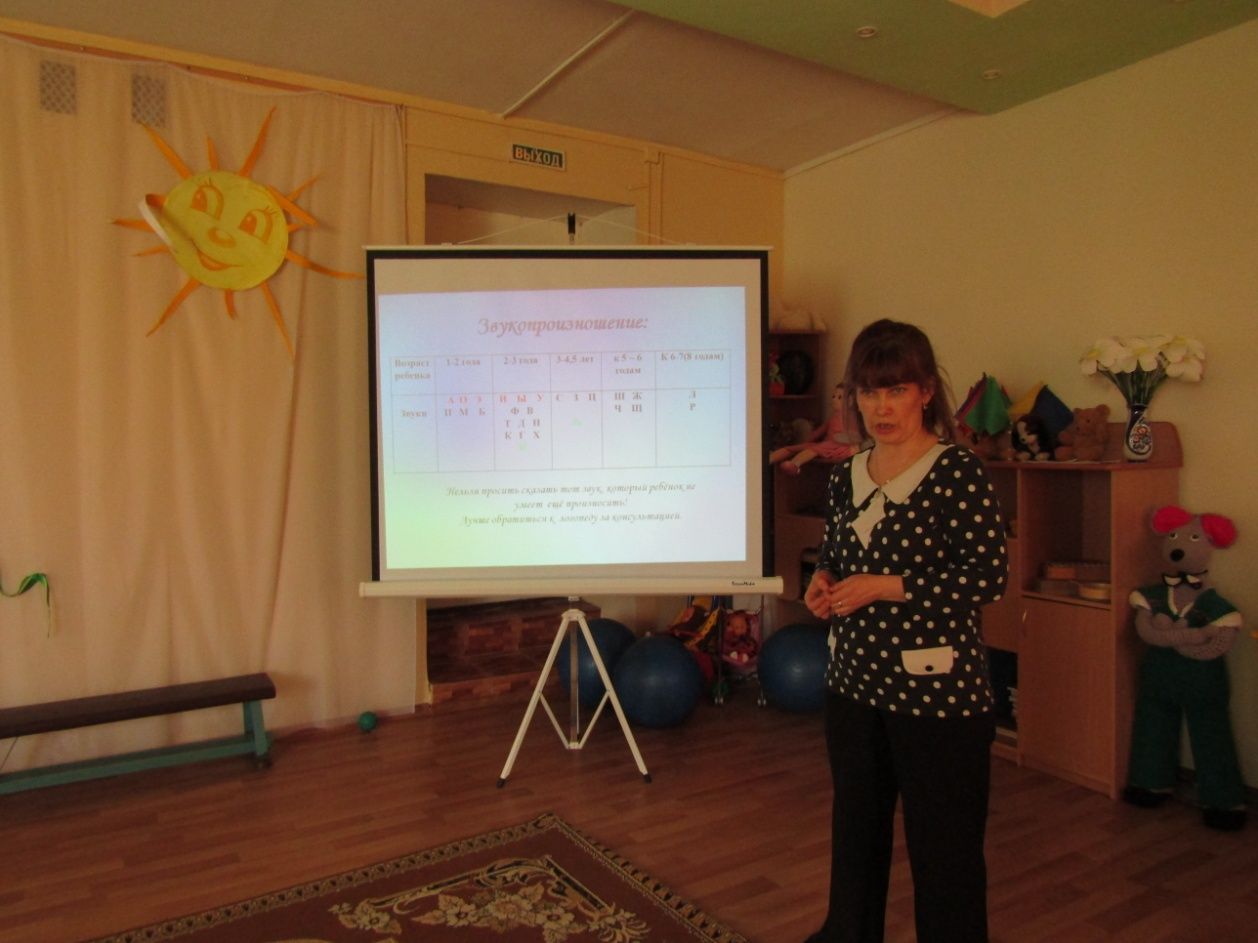 ВЫХОД
Звукопроизношение:
Возраст ребенка 1-2 года 2-3 года 3-4,5 лет к 5 – 6 годам К 6-7(8 годам)
Звуки А О Э И Ы У С З Ц Ш Ж Л
П М Б Ф В Ч Щ Р
Т Д Н
К Г Х
Нельзя просить сказать тот звук, который ребёнок не
умеет ещё произносить!
Лучше обратиться к логопеду за консультацией.